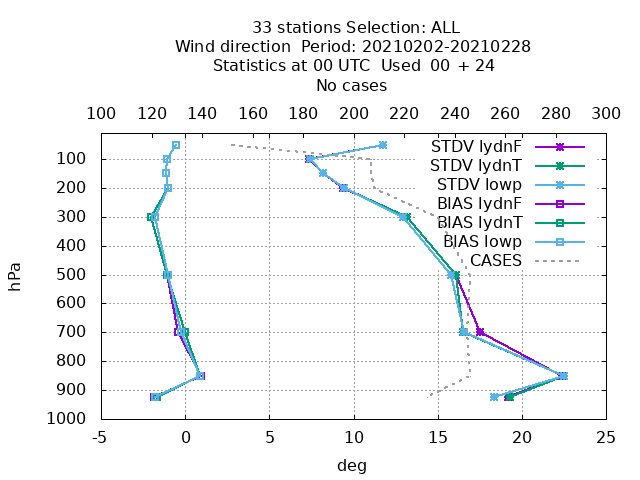 33 stations Selection: ALL
Wind direction  Period: 20210202-20210228
Statistics at 00 UTC  Used  00 + 24
No cases
100 120 140 160 180 200 220 240 260 280 300
STDV lydnF
STDV lydnT
STDV lowp
BIAS lydnF
BIAS lydnT
BIAS lowp
CASES
100
200
300
400
500
600
700
800
900
1000
hPa
-5 0 5 10 15 20 25
deg